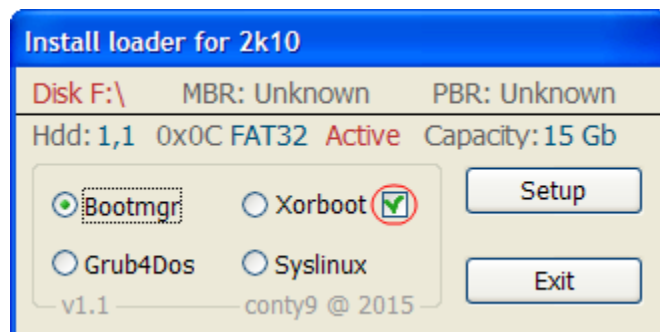 Install loader for 2k10
Disk F:\ MBR: Unknown PBR: Unknown
Hdd: 1,1 0x0C FAT32 Active Capacity: 15 Gb
Bootmgr Xorboot Setup
Grub4Dos Syslinux Exit
v1.1 conty9 @ 2015